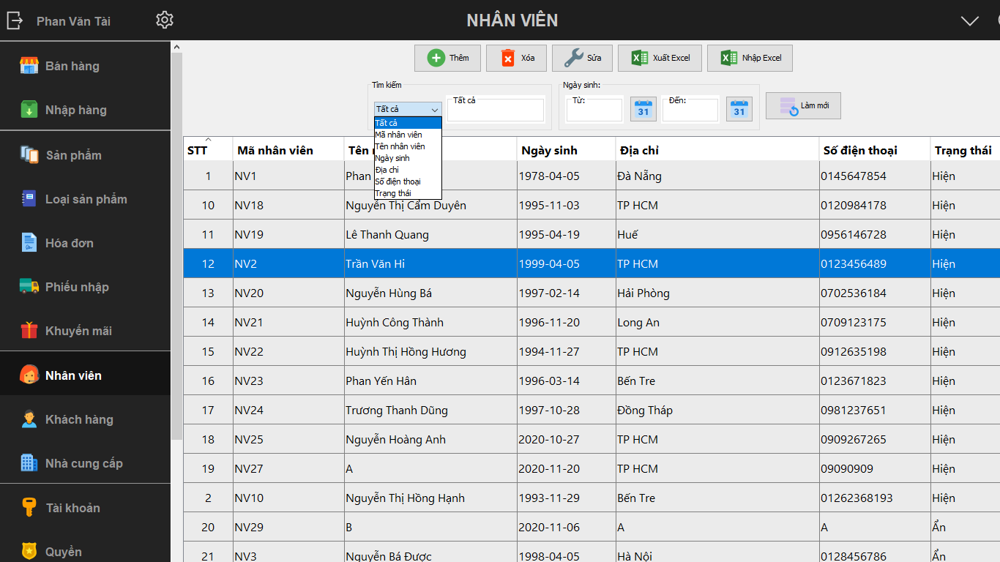 Phan Văn Tài
NHÂN VIÊN
Bán hàng
Nhập hàng
Sản phẩm
Loại sản phẩm
Hóa đơn
Phiếu nhập
Khuyến mãi
Nhân viên
Khách hàng
Nhà cung cấp
Tài khoản
Quyền
Thêm
Xóa
Sửa
Xuất Excel
Nhập Excel
Tìm kiếm
Tất cả
Tất cả
Ngày sinh:
Từ:
31
Đến:
31
Làm mới
Tất cả
Mã nhân viên
Tên nhân viên
Ngày sinh
Địa chỉ
Số điện thoại
Trạng thái
STT Mã nhân viên Tên Ngày sinh Địa chỉ Số điện thoại Trạng thái
1 NV1 Phan 1978-04-05 Đà Nẵng 0145647854 Hiện
10 NV18 Nguyễn Thị Cẩm Duyên 1995-11-03 TP HCM 0120984178 Hiện
11 NV19 Lê Thanh Quang 1995-04-19 Huế 0956146728 Hiện
12 NV2 Trần Văn Hi 1999-04-05 TP HCM 0123456489 Hiện
13 NV20 Nguyễn Hùng Bá 1997-02-14 Hải Phòng 0702536184 Hiện
14 NV21 Huỳnh Công Thành 1996-11-20 Long An 0709123175 Hiện
15 NV22 Huỳnh Thị Hồng Hương 1994-11-27 TP HCM 0912635198 Hiện
16 NV23 Phan Yến Hân 1996-03-14 Bến Tre 0123671823 Hiện
17 NV24 Trương Thanh Dũng 1997-10-28 Đồng Tháp 0981237651 Hiện
18 NV25 Nguyễn Hoàng Anh 2020-10-27 TP HCM 0909267265 Hiện
19 NV27 A 2020-11-20 TP HCM 09090909 Hiện
2 NV10 Nguyễn Thị Hồng Hạnh 1993-11-29 Bến Tre 01262368193 Hiện
20 NV29 B 2020-11-06 A A Ẩn
21 NV3 Nguyễn Bá Được 1998-04-05 Hà Nội 0128456786 Ẩn